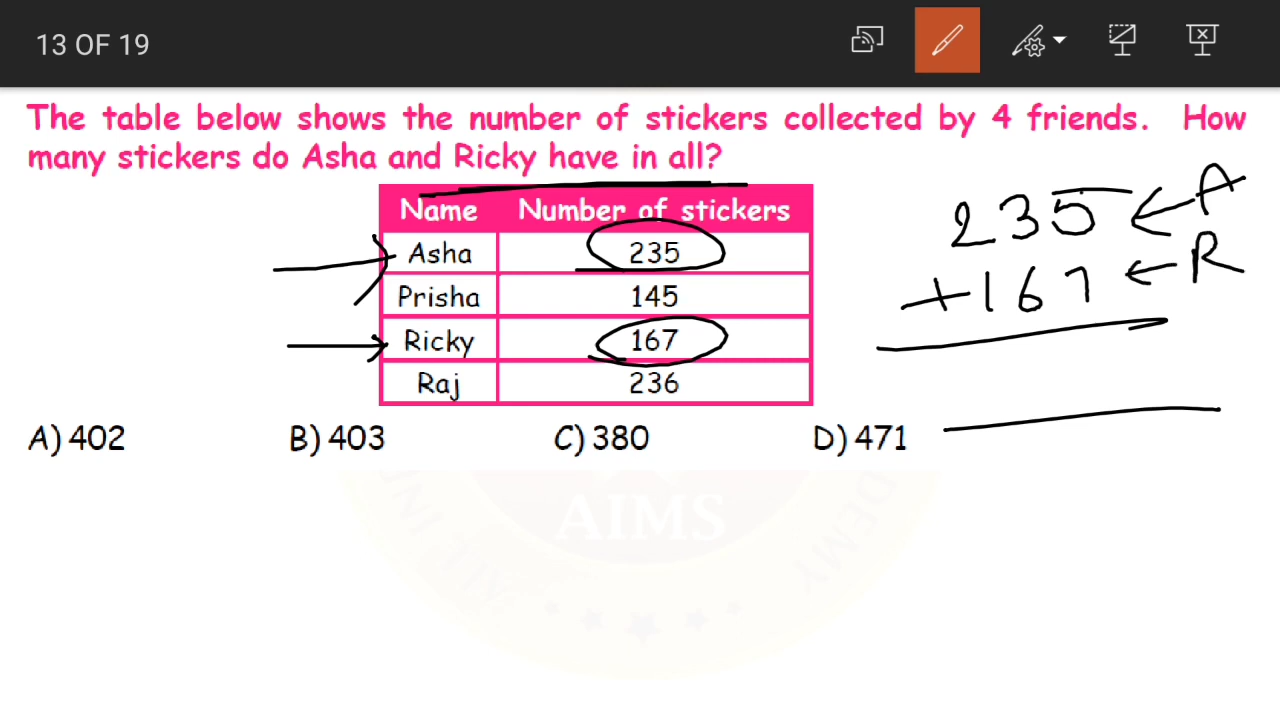 13 OF 19
The table below shows the number of stickers collected by 4 friends. How
many stickers do Asha and Ricky have in all?
Name Number of stickers
Asha 235
Prisha 145
Ricky 167
Raj 236
235 ← A
+167 ← R
A) 402 B) 403 C) 380 D) 471
AIMS
DEMY